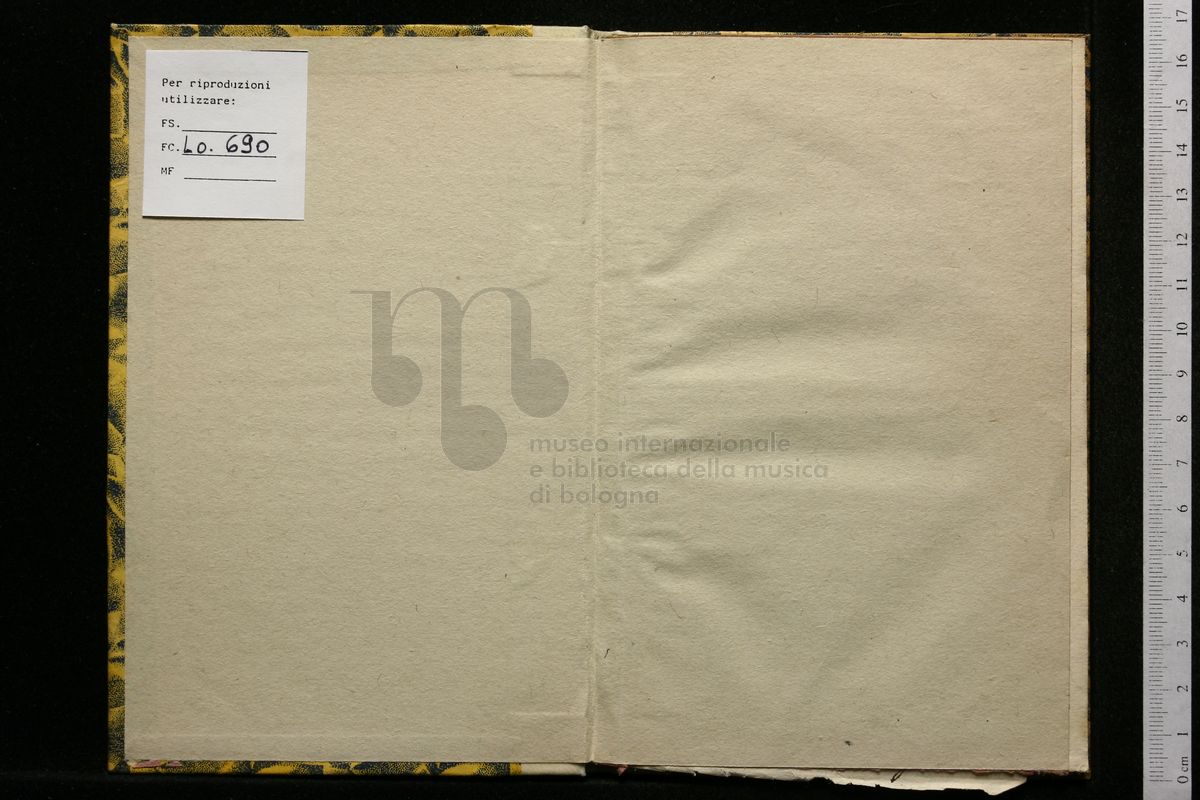 Per riproduzioni
utilizzare:
FS.
FC. Lo. 690
MF
museo internazionale
e biblioteca della musica
di bologna
17
16
15
14
13
12
11
10
9
8
7
6
5
4
3
2
1
0 cm